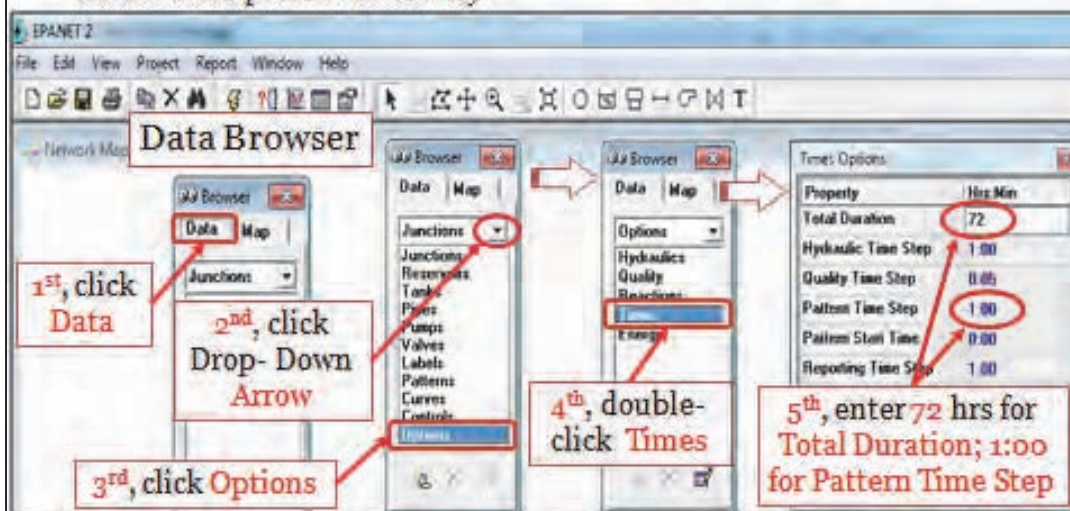 EPANET 2
File Edit View Project Report Window Help
T
Network Map
Data Browser
Browser
Data Map
Junctions
1st, click
Data
2nd, click
Drop- Down
Arrow
3rd, click Options
Browser
Data Map
Junctions
Junctions
Reservoirs
Tanks
Pipes
Pumps
Valves
Labels
Patterns
Curves
Controls
Options
Browser
Data Map
Options
Hydraulics
Quality
Reactions
Times
Energy
4th, double-
click Times
Times Options
Property Hrs:Min
Total Duration 72
Hydraulic Time Step 1:00
Quality Time Step 0:05
Pattern Time Step 1:00
Pattern Start Time 0:00
Reporting Time Step 1:00
5th, enter 72 hrs for
Total Duration; 1:00
for Pattern Time Step